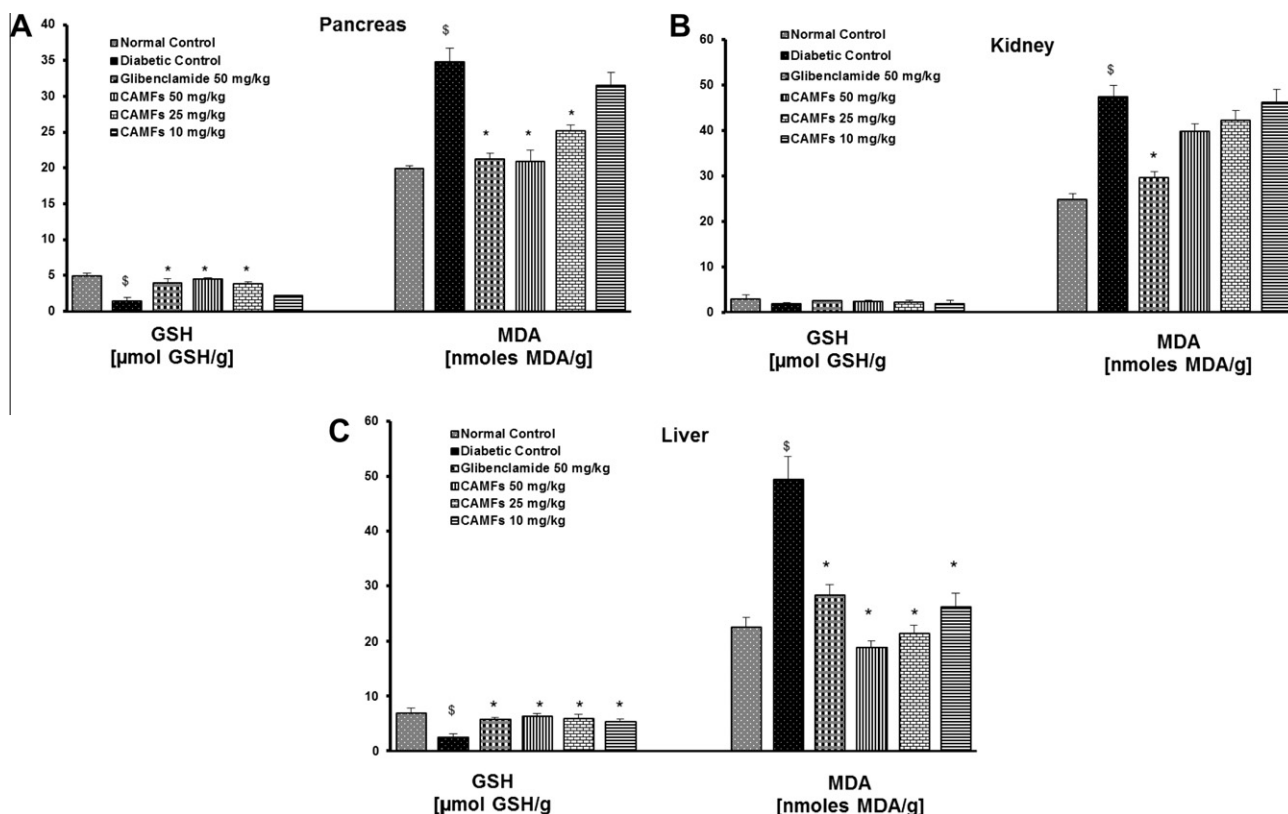 A
Pancreas
40
35
30
25
20
15
10
5
0
Normal Control
Diabetic Control
Glibenclamide 50 mg/kg
CAMFs 50 mg/kg
CAMFs 25 mg/kg
CAMFs 10 mg/kg
$
*
*
*
$
*
*
*
GSH
[µmol GSH/g]
MDA
[nmoles MDA/g]
B
Kidney
60
50
40
30
20
10
0
Normal Control
Diabetic Control
Glibenclamide 50 mg/kg
CAMFs 50 mg/kg
CAMFs 25 mg/kg
CAMFs 10 mg/kg
$
*
GSH
[µmol GSH/g
MDA
[nmoles MDA/g]
C
Liver
60
50
40
30
20
10
0
Normal Control
Diabetic Control
Glibenclamide 50 mg/kg
CAMFs 50 mg/kg
CAMFs 25 mg/kg
CAMFs 10 mg/kg
$
*
*
*
*
$
*
*
*
*
GSH
[µmol GSH/g
MDA
[nmoles MDA/g]